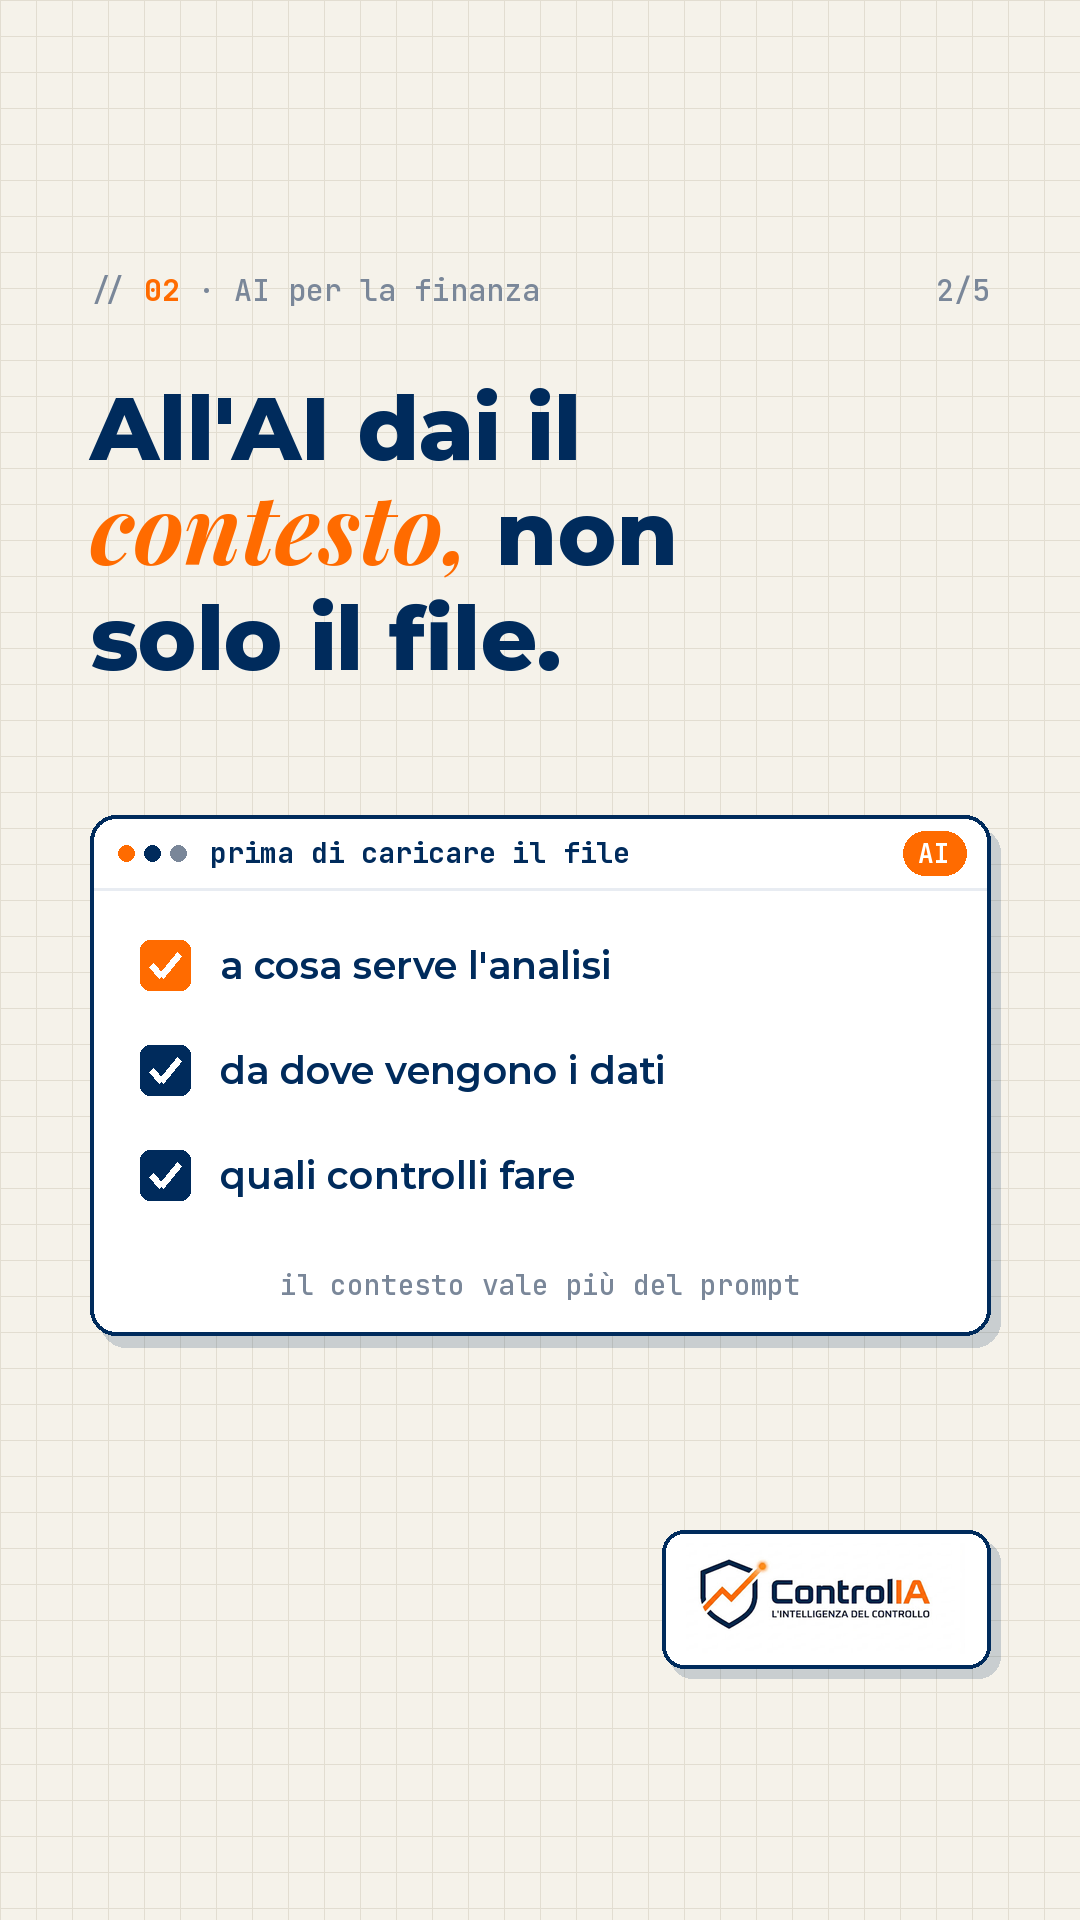 // 02 · AI per la finanza
2/5
All'AI dai il
contesto, non
solo il file.
prima di caricare il file
AI
a cosa serve l'analisi
da dove vengono i dati
quali controlli fare
il contesto vale più del prompt
ControlIA
L'INTELLIGENZA DEL CONTROLLO